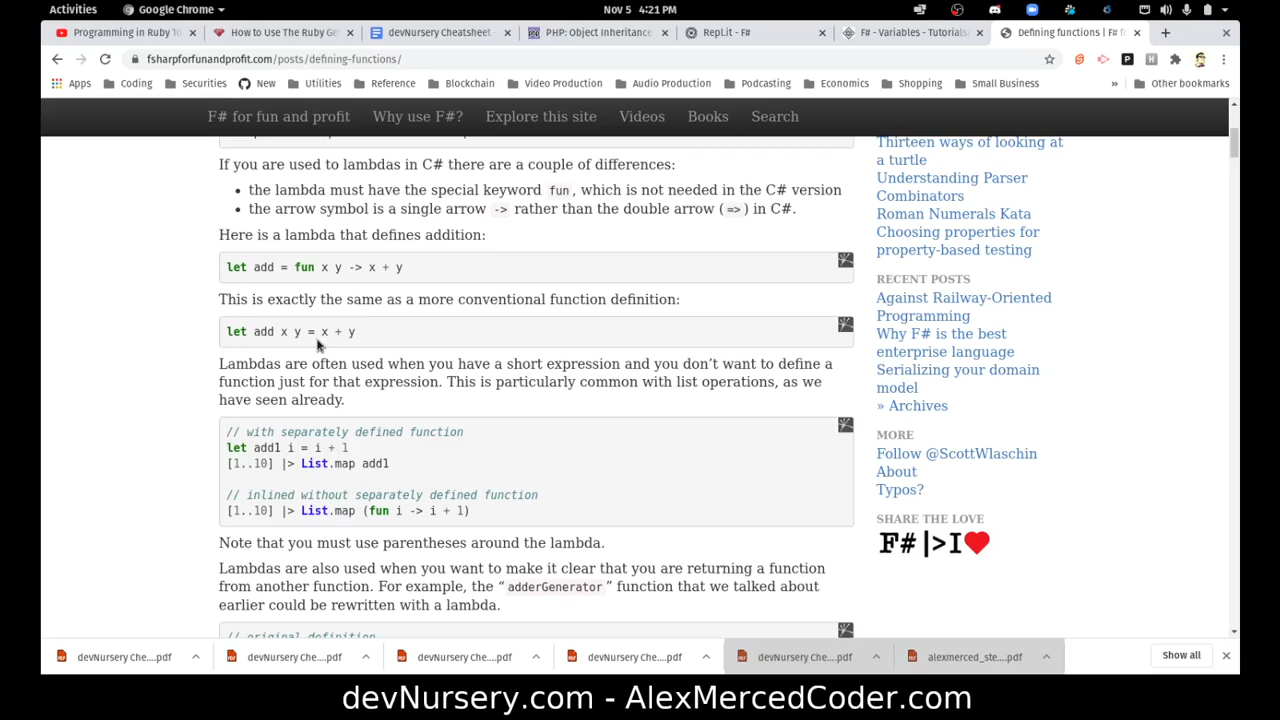 Activities
Google Chrome
Nov 5 4:21 PM
Programming in Ruby 10
How to Use The Ruby Ge
devNursery Cheatsheet
PHP: Object Inheritance
Repl.it - F#
F# - Variables - Tutorials
Defining functions | F# f
fsharpforfunandprofit.com/posts/defining-functions/
Apps
Coding
Securities
New
Utilities
Reference
Blockchain
Video Production
Audio Production
Podcasting
Economics
Shopping
Small Business
»
Other bookmarks
F# for fun and profit
Why use F#?
Explore this site
Videos
Books
Search
If you are used to lambdas in C# there are a couple of differences:
• the lambda must have the special keyword fun, which is not needed in the C# version
• the arrow symbol is a single arrow -> rather than the double arrow (=>) in C#.
Here is a lambda that defines addition:
let add = fun x y -> x + y
This is exactly the same as a more conventional function definition:
let add x y = x + y
Lambdas are often used when you have a short expression and you don’t want to define a
function just for that expression. This is particularly common with list operations, as we
have seen already.
// with separately defined function
let add1 i = i + 1
[1..10] |> List.map add1
// inlined without separately defined function
[1..10] |> List.map (fun i -> i + 1)
Note that you must use parentheses around the lambda.
Lambdas are also used when you want to make it clear that you are returning a function
from another function. For example, the “adderGenerator” function that we talked about
earlier could be rewritten with a lambda.
// original definition
Thirteen ways of looking at
a turtle
Understanding Parser
Combinators
Roman Numerals Kata
Choosing properties for
property-based testing
RECENT POSTS
Against Railway-Oriented
Programming
Why F# is the best
enterprise language
Serializing your domain
model
» Archives
MORE
Follow @ScottWlaschin
About
Typos?
SHARE THE LOVE
F# |>I
devNursery Che....pdf
devNursery Che....pdf
devNursery Che....pdf
devNursery Che....pdf
devNursery Che....pdf
alexmerced_ste....pdf
Show all
devNursery.com - AlexMercedCoder.com